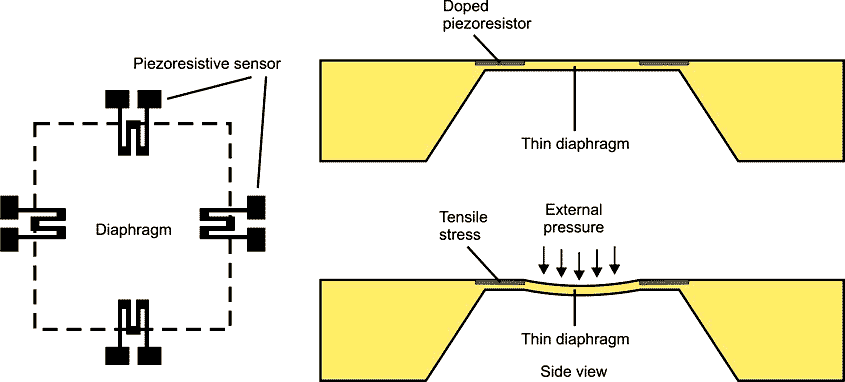 Piezoresistive sensor
Diaphragm
Doped
piezoresistor
Thin diaphragm
Tensile
stress
External
pressure
Thin diaphragm
Side view